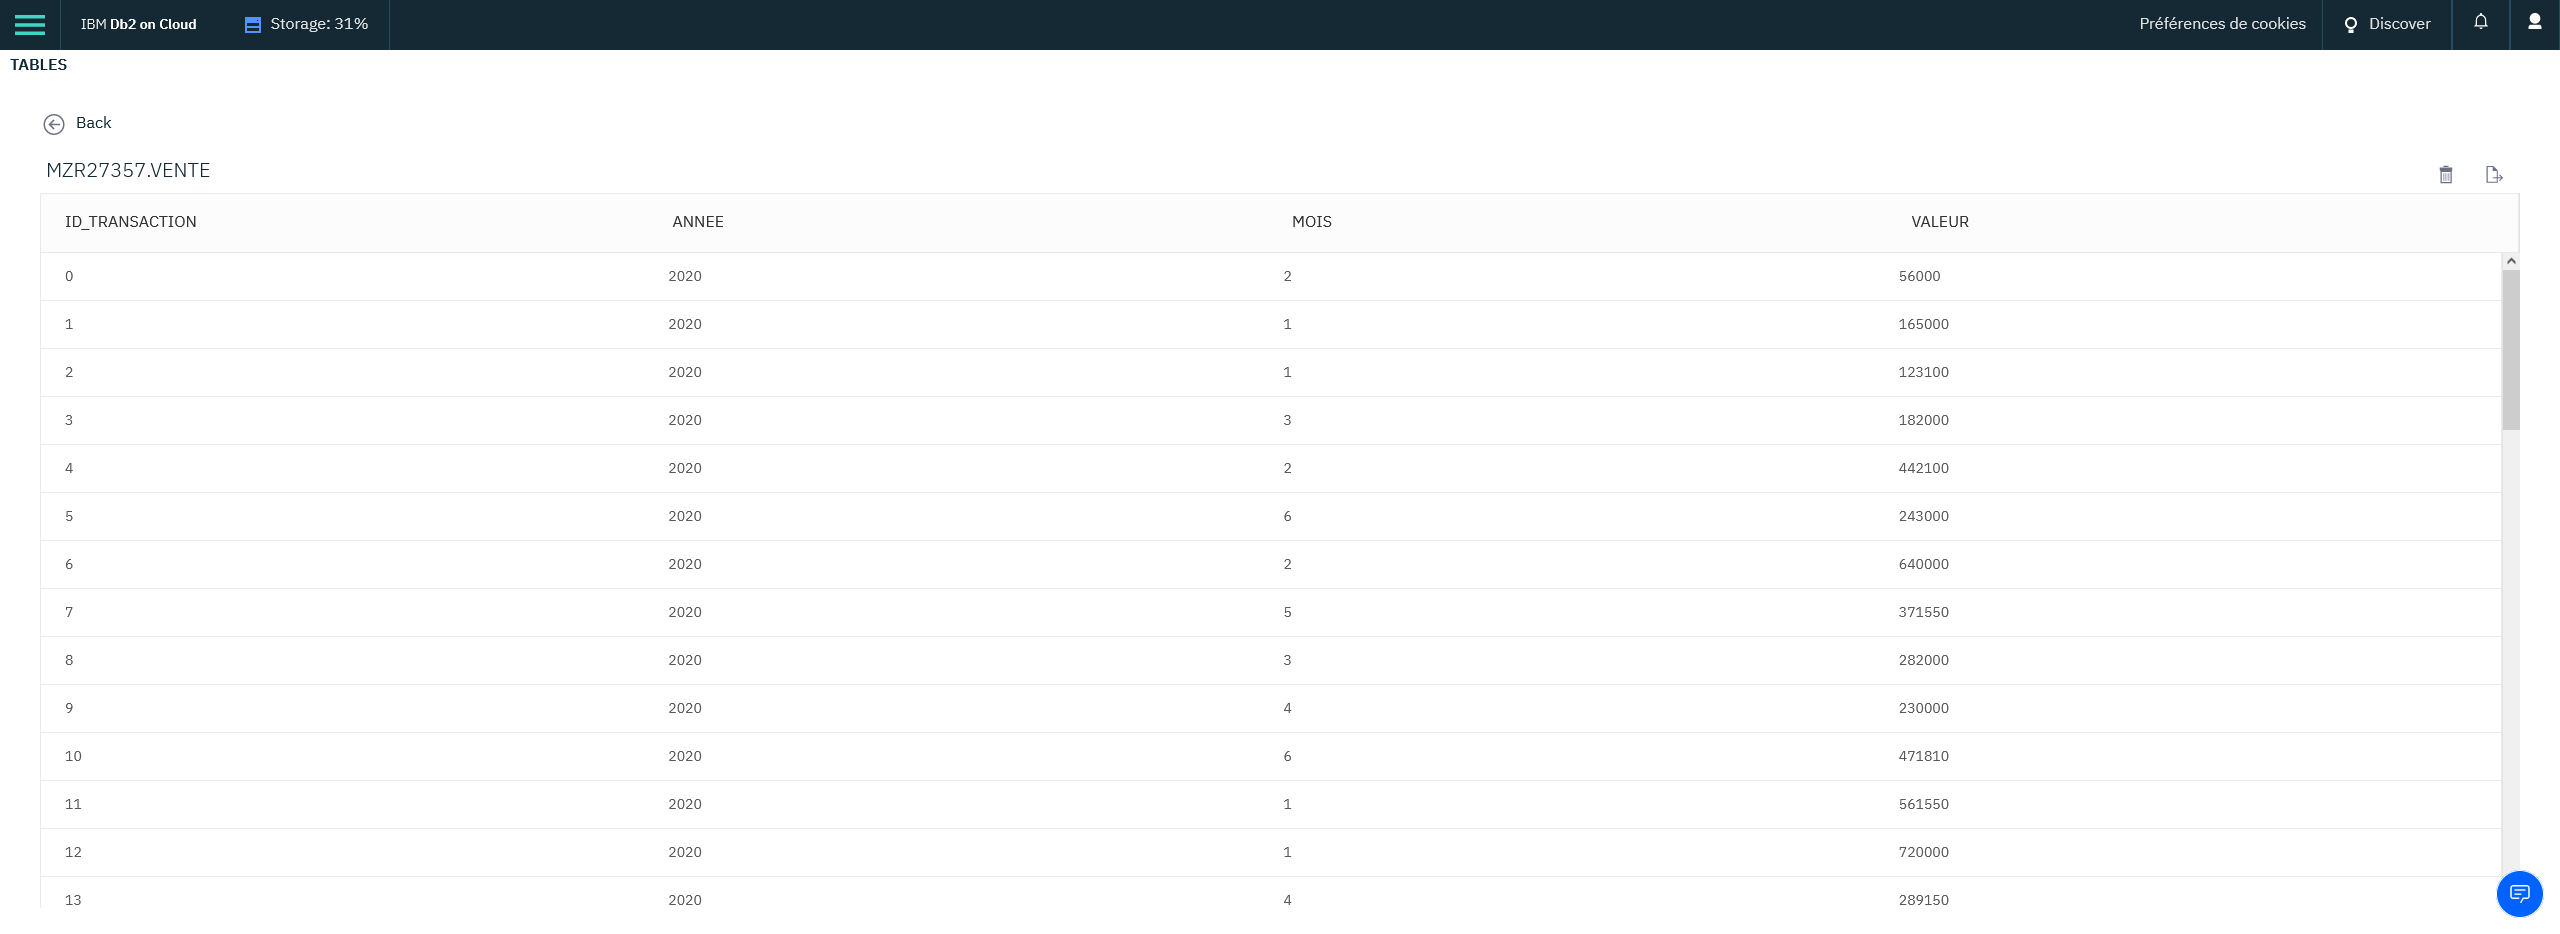 IBM Db2 on Cloud Storage: 31% Préférences de cookies Discover
TABLES
Back
MZR27357.VENTE
ID_TRANSACTION ANNEE MOIS VALEUR
0 2020 2 56000
1 2020 1 165000
2 2020 1 123100
3 2020 3 182000
4 2020 2 442100
5 2020 6 243000
6 2020 2 640000
7 2020 5 371550
8 2020 3 282000
9 2020 4 230000
10 2020 6 471810
11 2020 1 561550
12 2020 1 720000
13 2020 4 289150